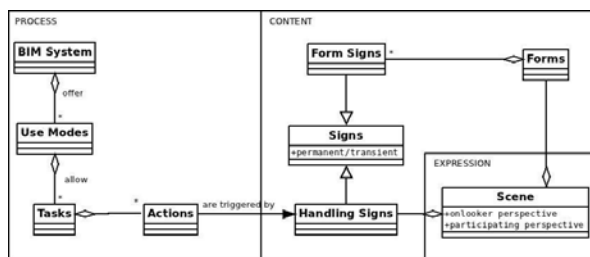 PROCESS
CONTENT
BIM System
Form Signs
*
Forms
offer
*
Use Modes
Signs
+permanent/transient
allow
EXPRESSION
*
*
Tasks
Actions
are triggered by
Handling Signs
Scene
+onlooker perspective
+participating perspective